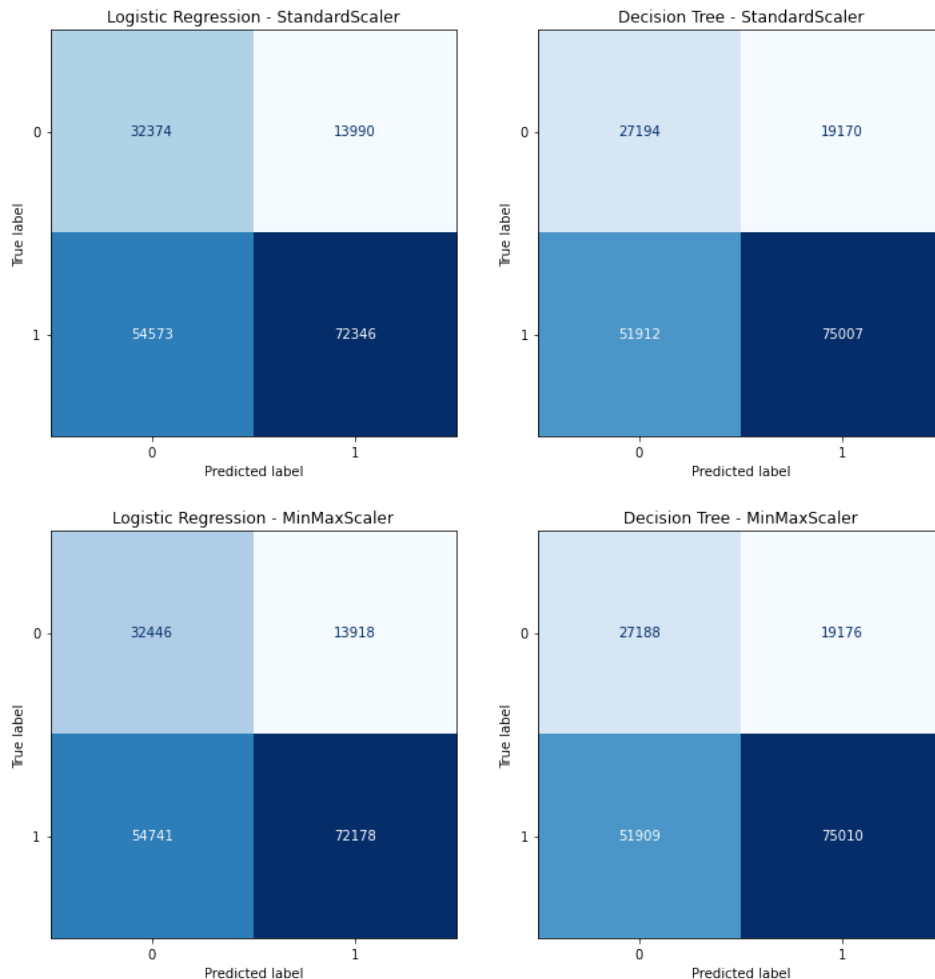 Logistic Regression - StandardScaler
0
32374
13990
1
54573
72346
True label
0
1
Predicted label
Decision Tree - StandardScaler
0
27194
19170
1
51912
75007
True label
0
1
Predicted label
Logistic Regression - MinMaxScaler
0
32446
13918
1
54741
72178
True label
0
1
Predicted label
Decision Tree - MinMaxScaler
0
27188
19176
1
51909
75010
True label
0
1
Predicted label